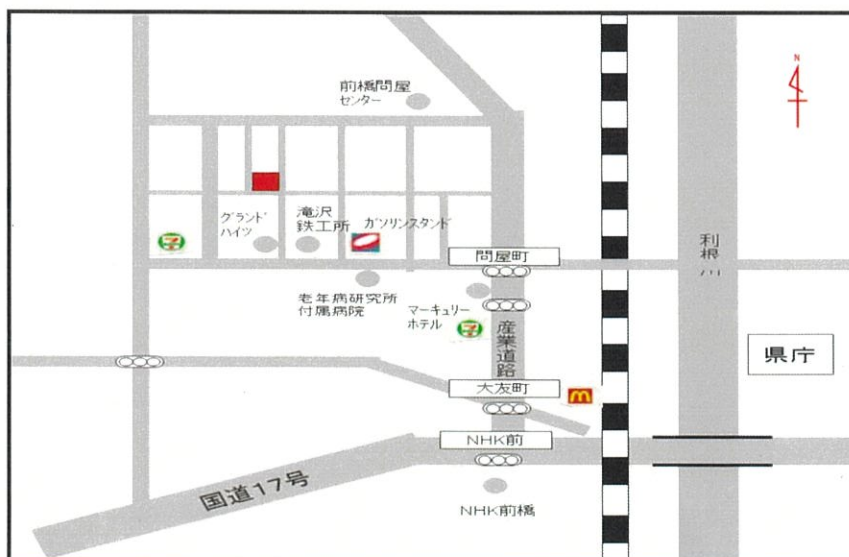 N
前橋問屋
センター
グランド
ハイツ
滝沢
鉄工所
ガソリンスタンド
問屋町
利根川
老年病研究所
付属病院
マーキュリー
ホテル
産業道路
県庁
大友町
NHK前
国道17号
NHK前橋